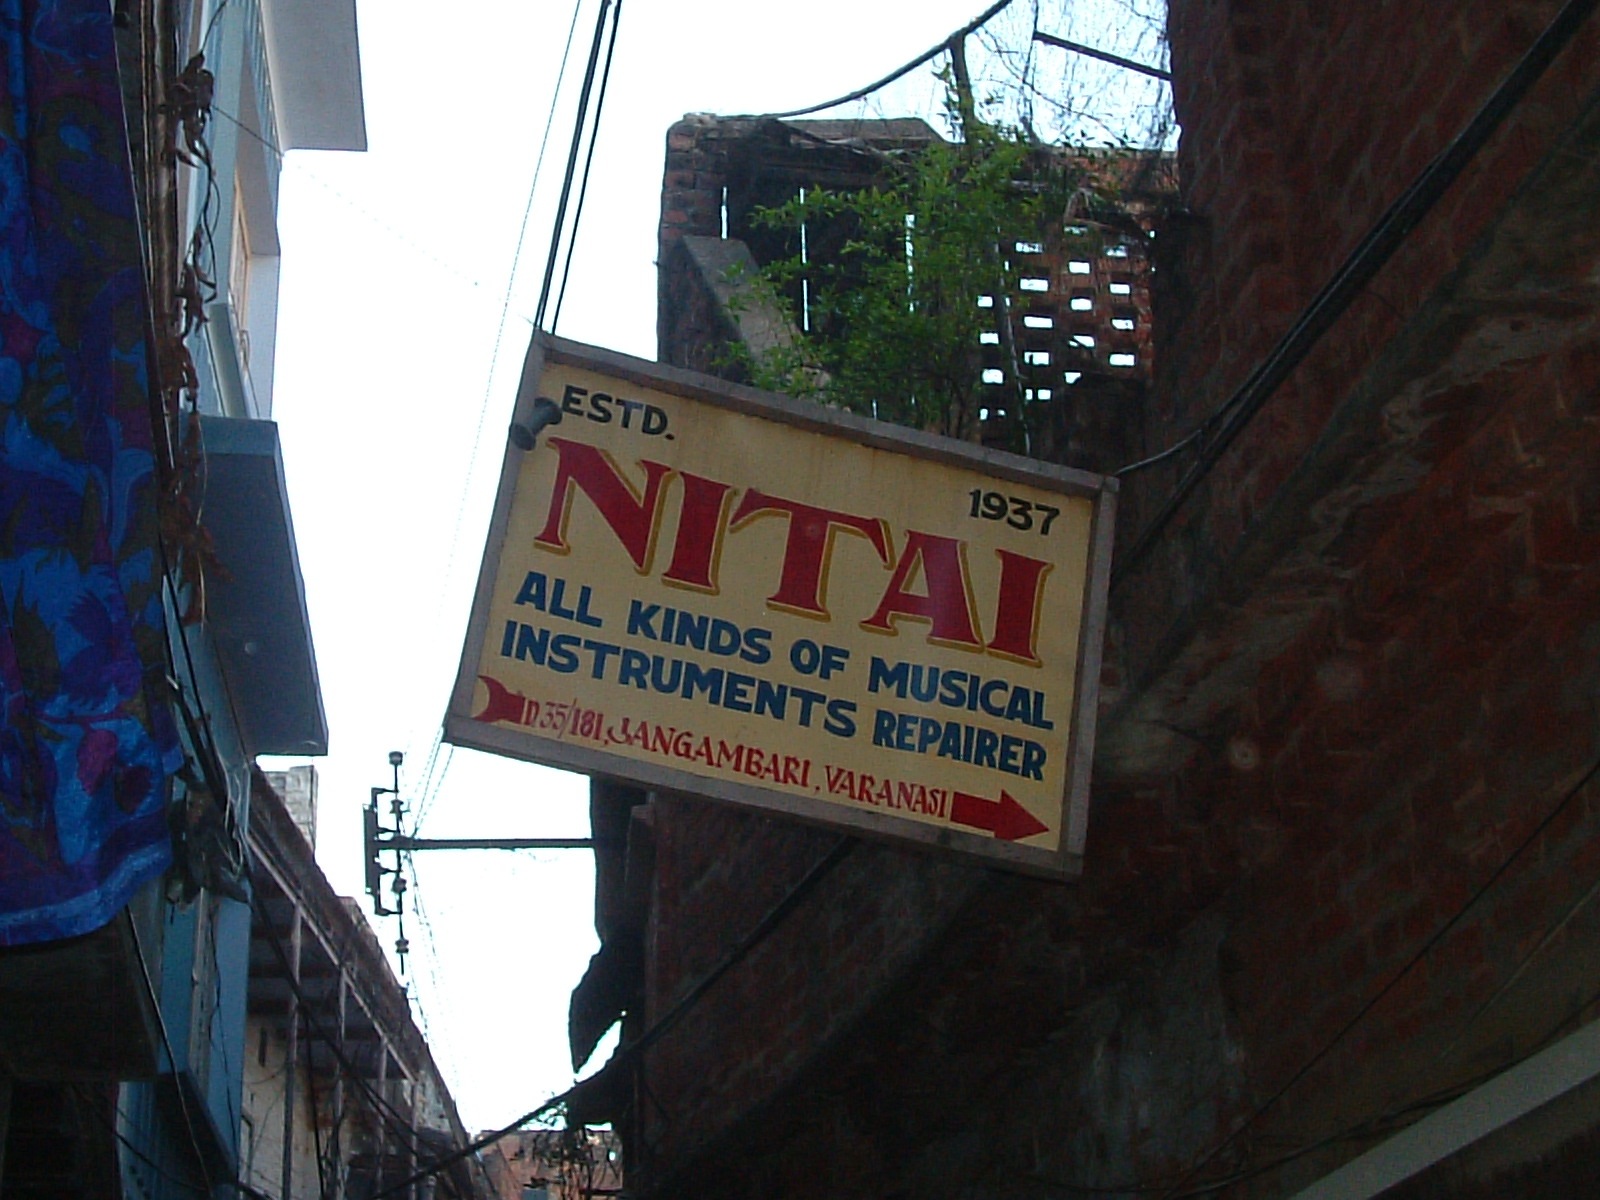 ESTD.
1937
NITAI
ALL KINDS OF MUSICAL
INSTRUMENTS REPAIRER
D.35/181, JANGAMBARI, VARANASI